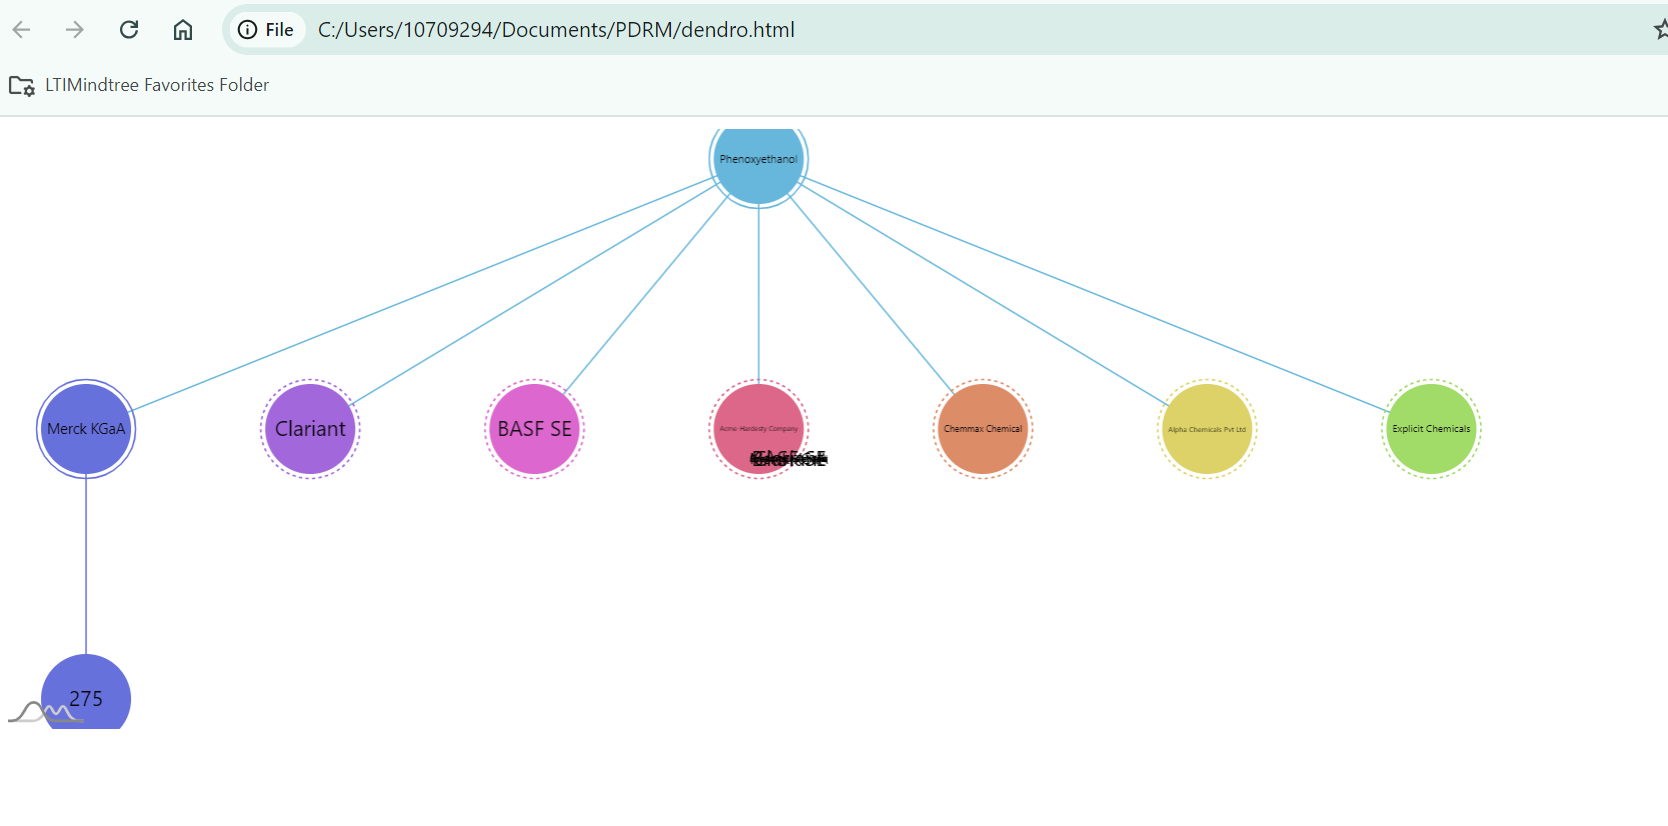 File
C:/Users/10709294/Documents/PDRM/dendro.html
LTIMindtree Favorites Folder
Phenoxyethanol
Merck KGaA
Clariant
BASF SE
Acme-Hardesty Company
Chemmax Chemical
Alpha Chemicals Pvt Ltd
Explicit Chemicals
275